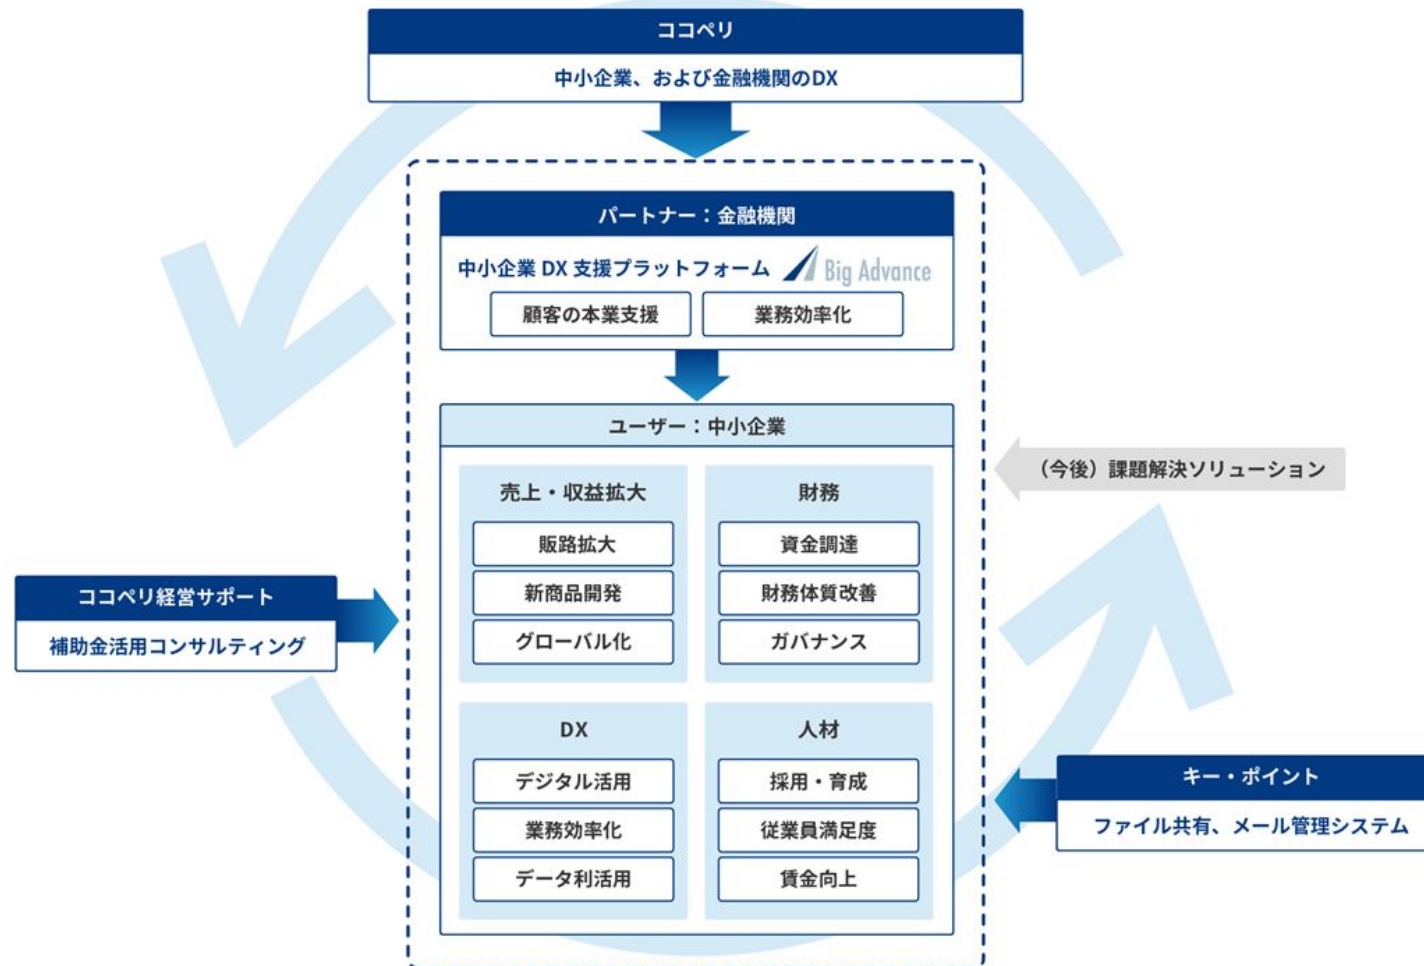 ココペリ
中小企業、および金融機関のDX
パートナー：金融機関
中小企業 DX 支援プラットフォーム Big Advance
顧客の本業支援
業務効率化
ユーザー：中小企業
売上・収益拡大
販路拡大
新商品開発
グローバル化
財務
資金調達
財務体質改善
ガバナンス
DX
デジタル活用
業務効率化
データ利活用
人材
採用・育成
従業員満足度
賃金向上
（今後）課題解決ソリューション
ココペリ経営サポート
補助金活用コンサルティング
キー・ポイント
ファイル共有、メール管理システム